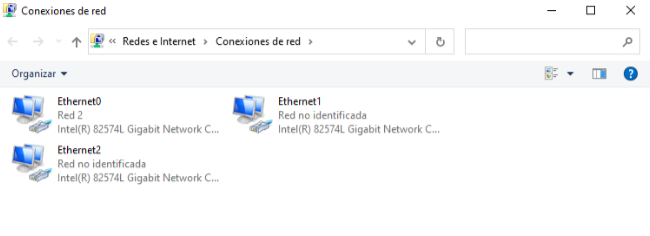 Conexiones de red
« Redes e Internet > Conexiones de red >
Organizar
Ethernet0
Red 2
Intel(R) 82574L Gigabit Network C...
Ethernet1
Red no identificada
Intel(R) 82574L Gigabit Network C...
Ethernet2
Red no identificada
Intel(R) 82574L Gigabit Network C...